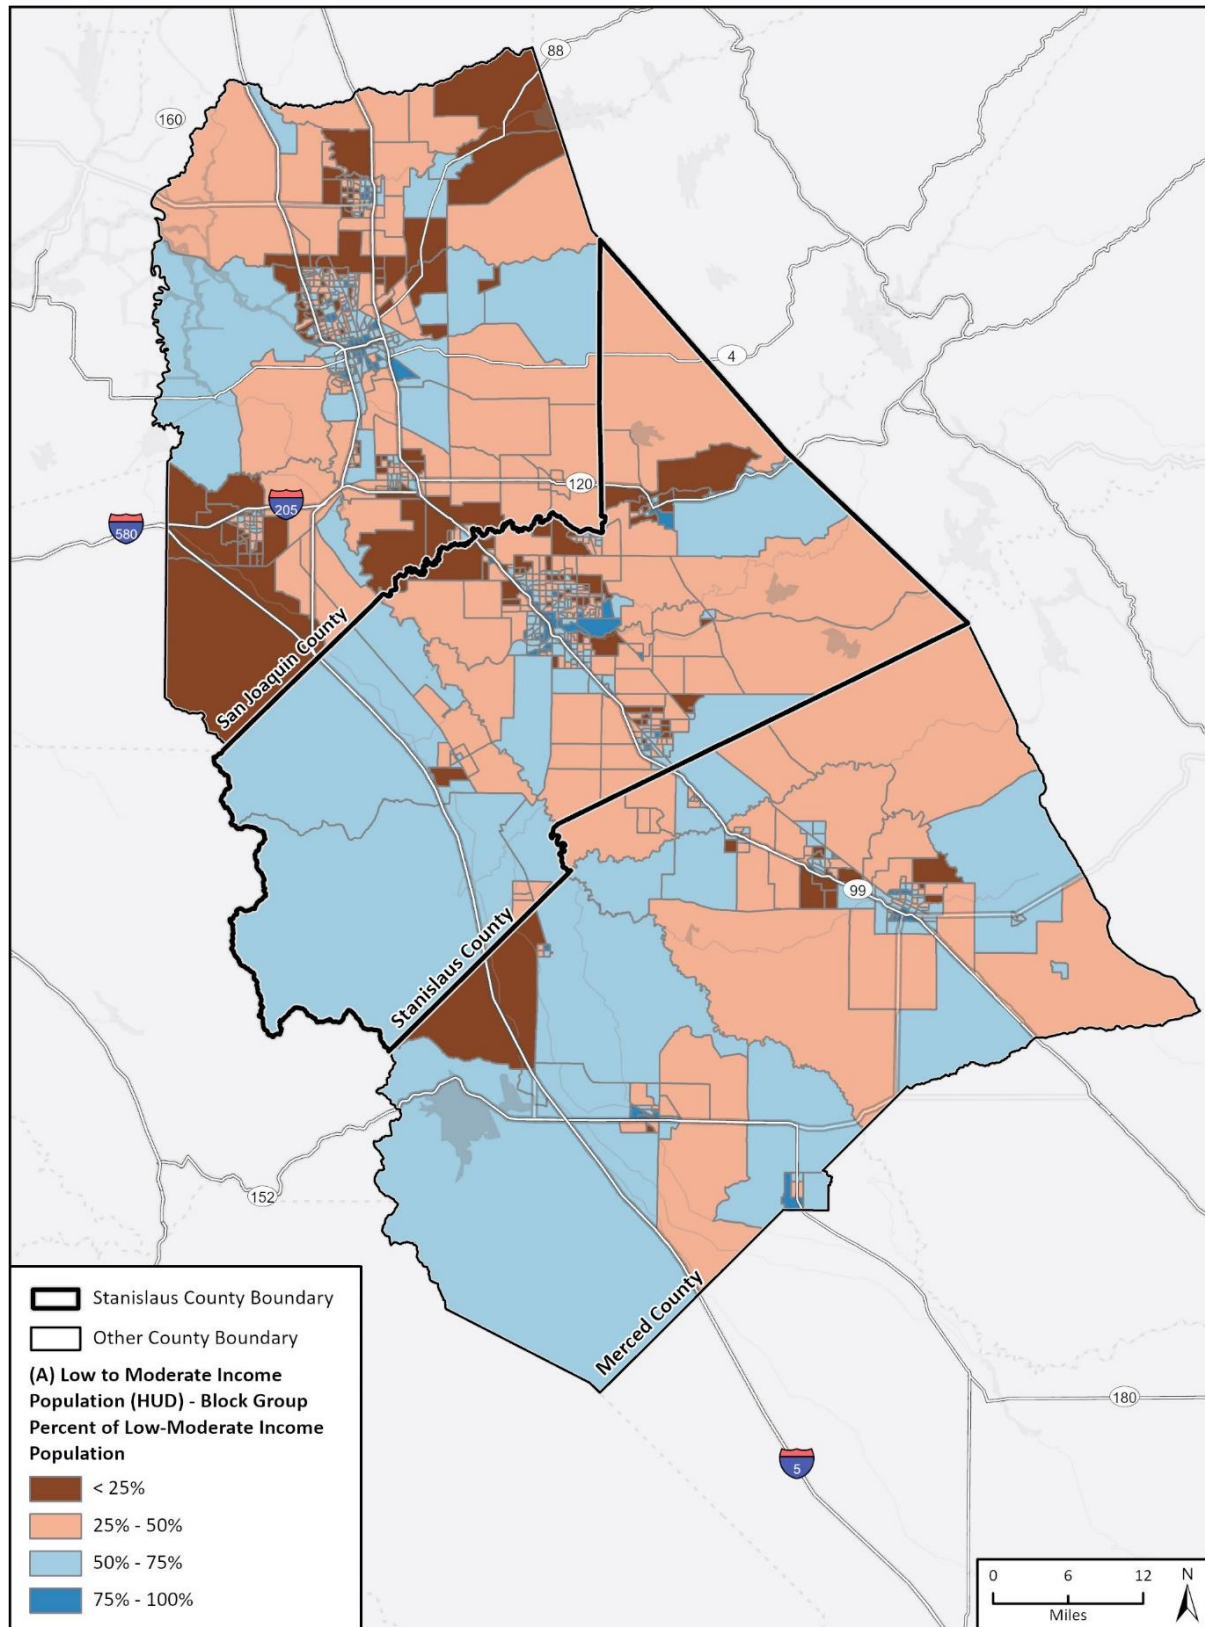 88
160
4
120
205
580
San Joaquin County
99
Stanislaus County
152
Merced County
180
5
Stanislaus County Boundary
Other County Boundary
(A) Low to Moderate Income
Population (HUD) - Block Group
Percent of Low-Moderate Income
Population
< 25%
25% - 50%
50% - 75%
75% - 100%
0 6 12
Miles
N